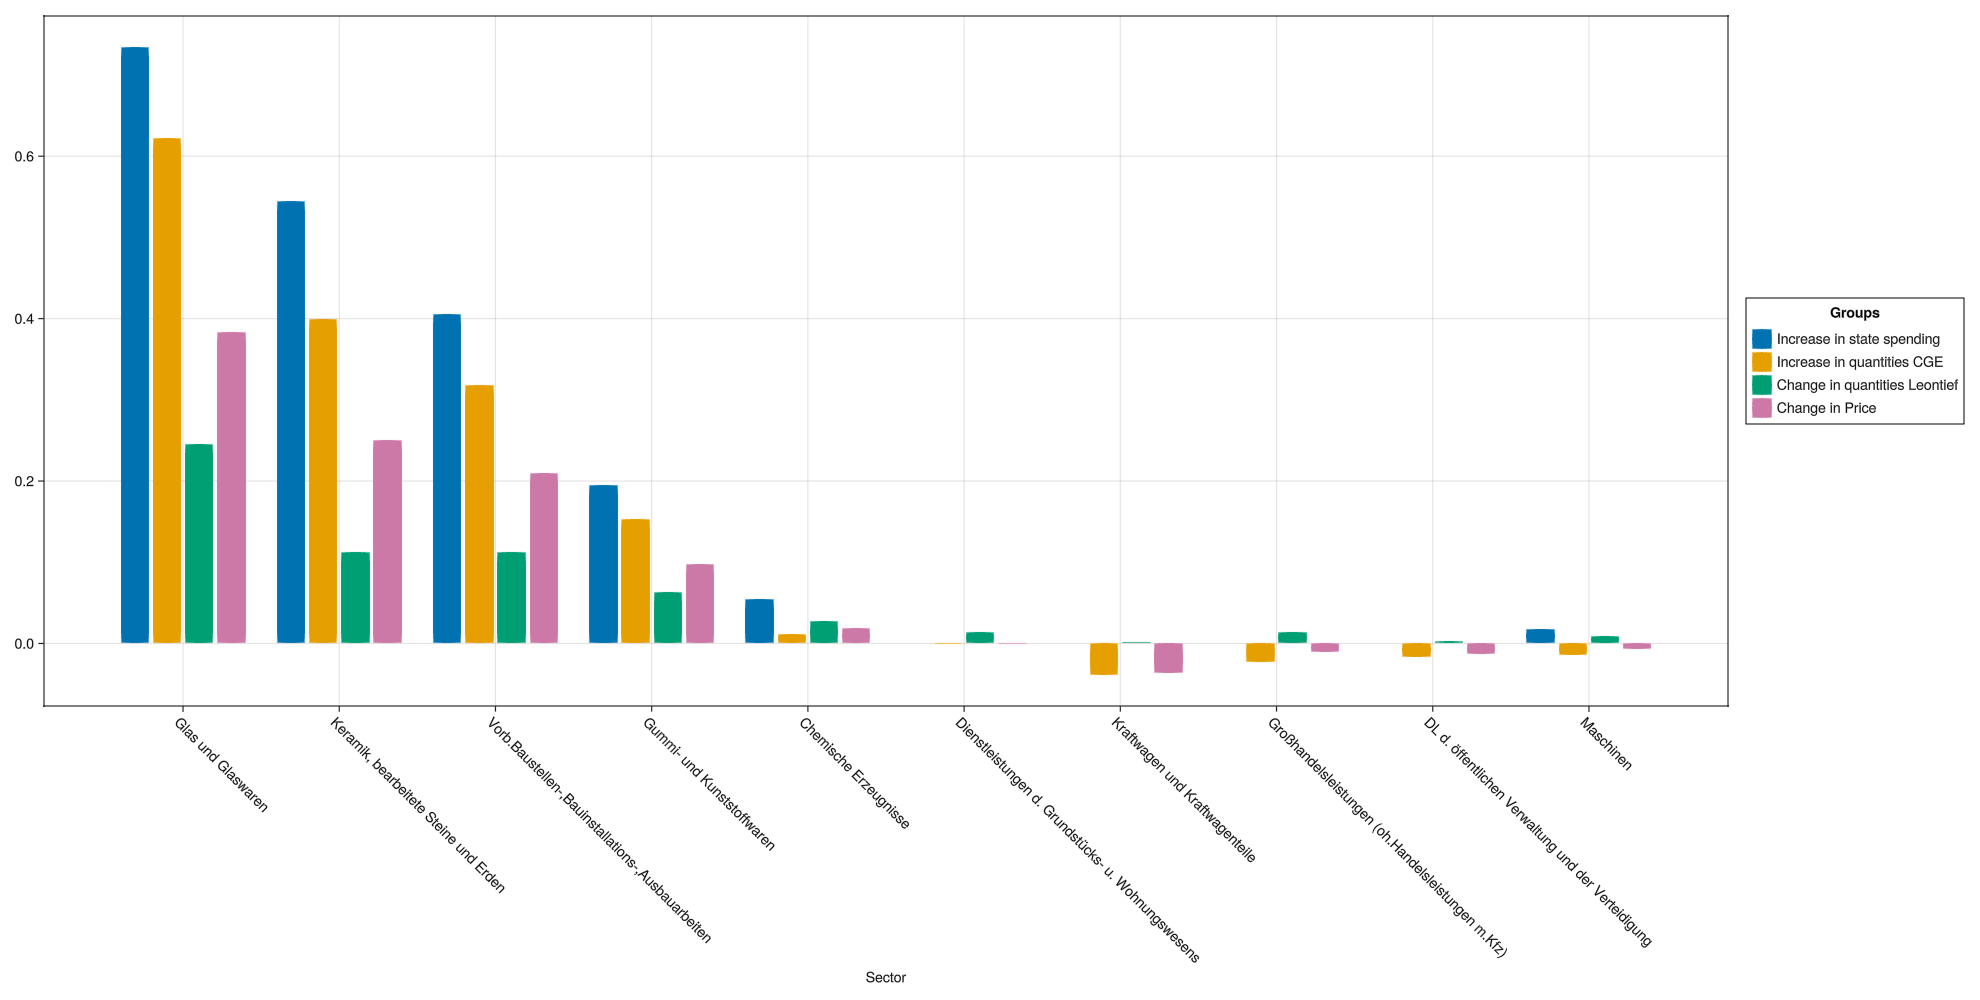 0.6
0.4
0.2
0.0
Glas und Glaswaren
Keramik, bearbeitete Steine und Erden
Vorb.Baustellen-,Bauinstallations-,Ausbauarbeiten
Gummi- und Kunststoffwaren
Chemische Erzeugnisse
Dienstleistungen d. Grundstücks- u. Wohnungswesens
Kraftwagen und Kraftwagenteile
Großhandelsleistungen (oh.Handelsleistungen m.Kfz)
DL d. öffentlichen Verwaltung und der Verteidigung
Maschinen
Sector
Groups
Increase in state spending
Increase in quantities CGE
Change in quantities Leontief
Change in Price